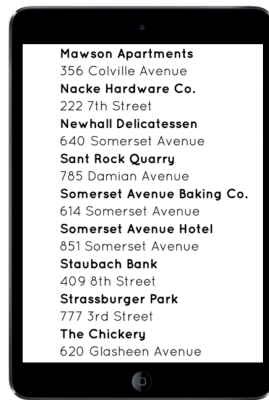 Mawson Apartments
356 Colville Avenue
Nacke Hardware Co.
222 7th Street
Newhall Delicatessen
640 Somerset Avenue
Sant Rock Quarry
785 Damian Avenue
Somerset Avenue Baking Co.
614 Somerset Avenue
Somerset Avenue Hotel
851 Somerset Avenue
Staubach Bank
409 8th Street
Strassburger Park
777 3rd Street
The Chickery
620 Glasheen Avenue